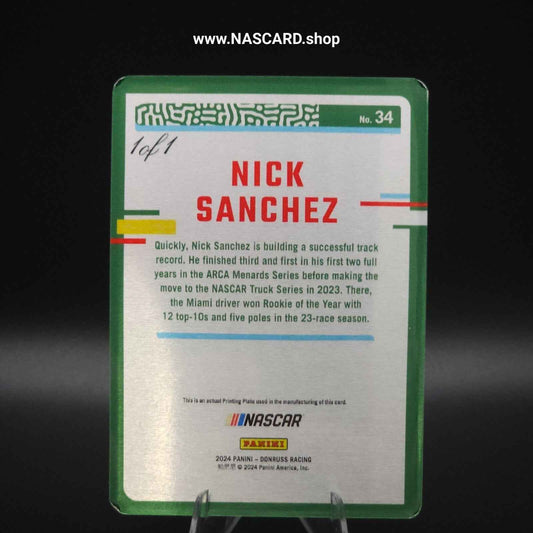 www.NASCARD.shop
No. 34
1 of 1
NICK
SANCHEZ
Quickly, Nick Sanchez is building a successful track
record. He finished third and first in his first two full
years in the ARCA Menards Series before making the
move to the NASCAR Truck Series in 2023. There,
the Miami driver won Rookie of the Year with
12 top-10s and five poles in the 23-race season.
This is an actual Printing Plate used in the manufacturing of this card.
NASCAR
PANINI
2024 PANINI – DONRUSS RACING
© 2024 Panini America, Inc.